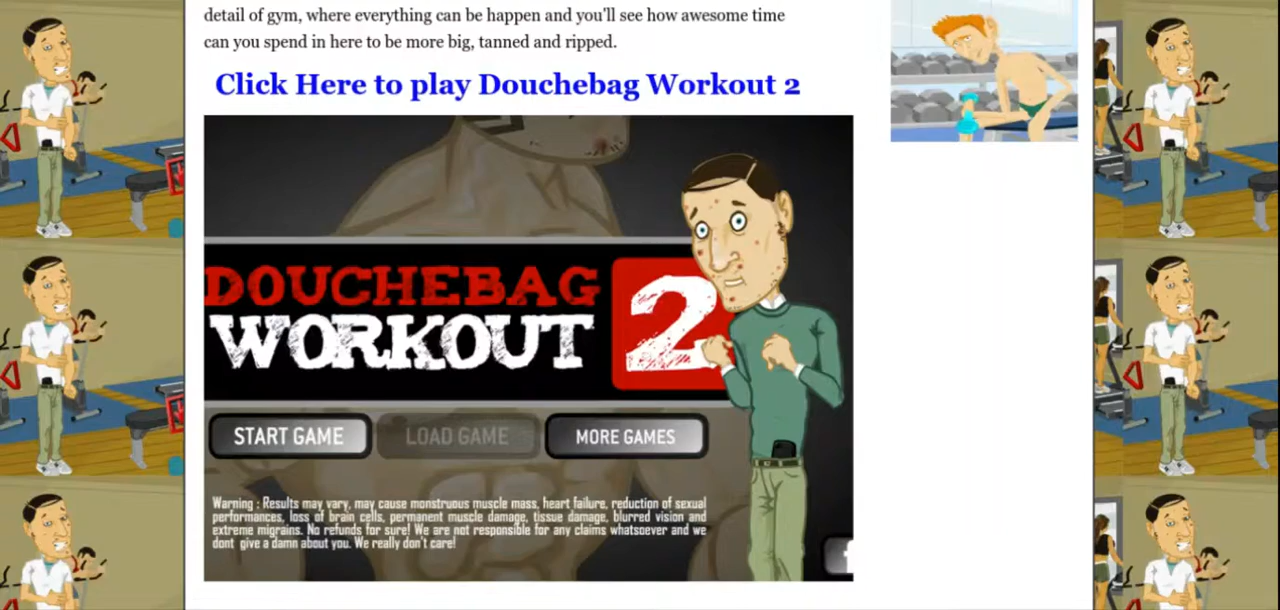 detail of gym, where everything can be happen and you'll see how awesome time
can you spend in here to be more big, tanned and ripped.
Click Here to play Douchebag Workout 2
DOUCHEBAG
WORKOUT 2
START GAME
LOAD GAME
MORE GAMES
Warning : Results may vary, may cause monstruous muscle mass, heart failure, reduction of sexual
performances, loss of brain cells, permanent muscle damage, tissue damage, blurred vision and
extreme migrains. No refunds for sure! We are not responsible for any claims whatsoever and we
dont give a damn about you. We really don't care!